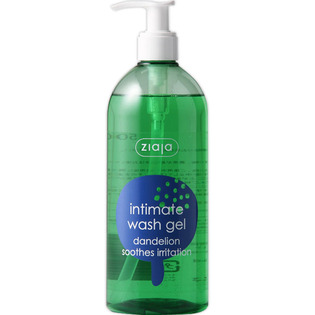 ziaja
intimate
wash gel
dandelion
soothes irritation